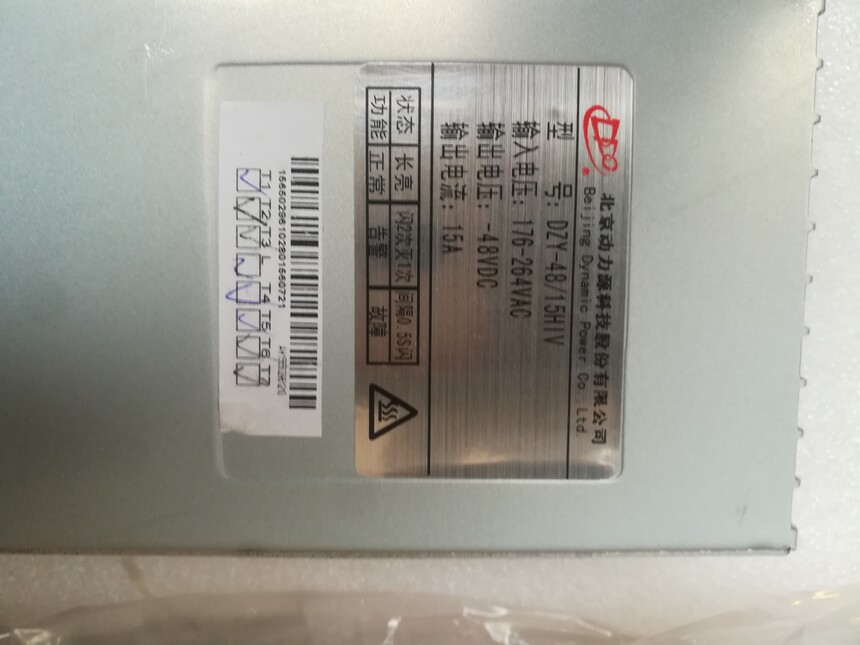 北京动力源科技股份有限公司
Beijing Dynamic Power Co.,Ltd
型 号: DZY-48/15HIV
输入电压: 176-264VAC
输出电压: -48VDC
输出电流: 15A
状态 长亮 闪2次灭1次 间隔0.5S闪
功能 正常 告警 故障
15650296102801560721
T1 T2 T3 L T4 T5 T6 T7